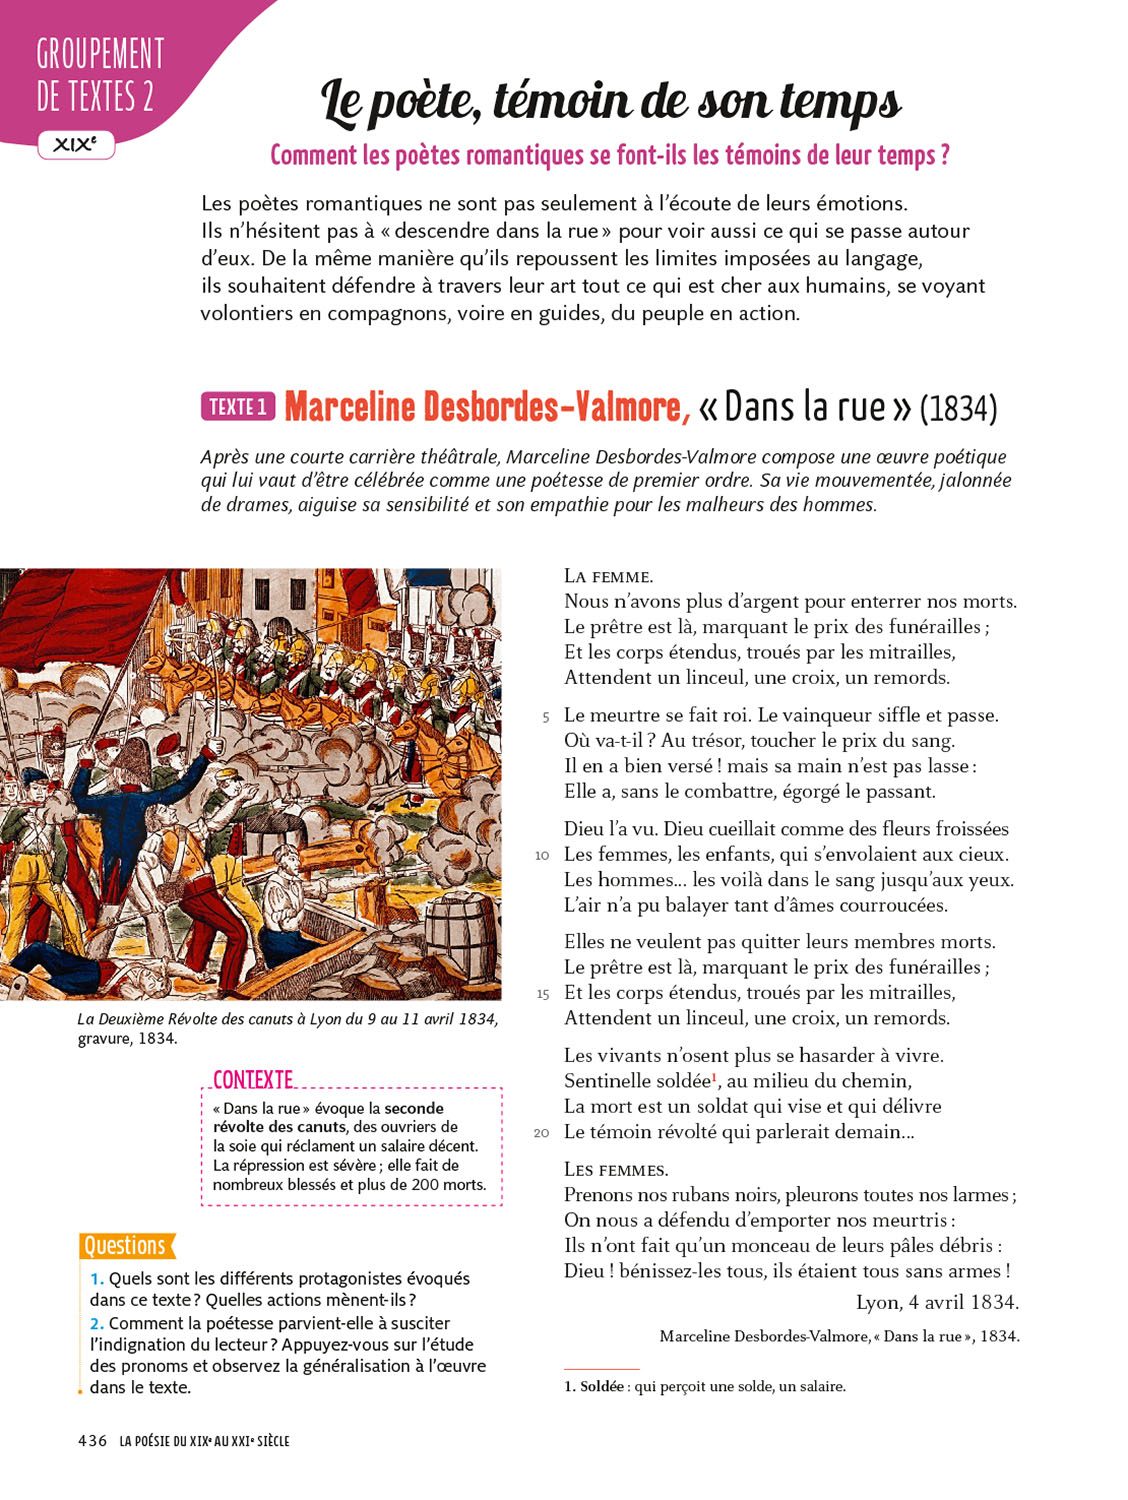 GROUPEMENT
DE TEXTES 2
XIXe
Le poète, témoin de son temps
Comment les poètes romantiques se font-ils les témoins de leur temps ?
Les poètes romantiques ne sont pas seulement à l’écoute de leurs émotions.
Ils n’hésitent pas à « descendre dans la rue » pour voir aussi ce qui se passe autour
d’eux. De la même manière qu’ils repoussent les limites imposées au langage,
ils souhaitent défendre à travers leur art tout ce qui est cher aux humains, se voyant
volontiers en compagnons, voire en guides, du peuple en action.
TEXTE 1 Marceline Desbordes-Valmore, « Dans la rue » (1834)
Après une courte carrière théâtrale, Marceline Desbordes-Valmore compose une œuvre poétique
qui lui vaut d’être célébrée comme une poétesse de premier ordre. Sa vie mouvementée, jalonnée
de drames, aiguise sa sensibilité et son empathie pour les malheurs des hommes.
La femme.
Nous n’avons plus d’argent pour enterrer nos morts.
Le prêtre est là, marquant le prix des funérailles ;
Et les corps étendus, troués par les mitrailles,
Attendent un linceul, une croix, un remords.
5 Le meurtre se fait roi. Le vainqueur siffle et passe.
Où va-t-il ? Au trésor, toucher le prix du sang.
Il en a bien versé ! mais sa main n’est pas lasse :
Elle a, sans le combattre, égorgé le passant.
Dieu l’a vu. Dieu cueillait comme des fleurs froissées
10 Les femmes, les enfants, qui s’envolaient aux cieux.
Les hommes... les voilà dans le sang jusqu’aux yeux.
L’air n’a pu balayer tant d’âmes courroucées.
Elles ne veulent pas quitter leurs membres morts.
Le prêtre est là, marquant le prix des funérailles ;
15 Et les corps étendus, troués par les mitrailles,
Attendent un linceul, une croix, un remords.
Les vivants n’osent plus se hasarder à vivre.
Sentinelle soldée1, au milieu du chemin,
La mort est un soldat qui vise et qui délivre
20 Le témoin révolté qui parlerait demain...
Les femmes.
Prenons nos rubans noirs, pleurons toutes nos larmes ;
On nous a défendu d’emporter nos meurtris :
Ils n’ont fait qu’un monceau de leurs pâles débris :
Dieu ! bénissez-les tous, ils étaient tous sans armes !
Lyon, 4 avril 1834.
Marceline Desbordes-Valmore, « Dans la rue », 1834.
1. Soldée : qui perçoit une solde, un salaire.
La Deuxième Révolte des canuts à Lyon du 9 au 11 avril 1834,
gravure, 1834.
CONTEXTE
« Dans la rue » évoque la seconde
révolte des canuts, des ouvriers de
la soie qui réclament un salaire décent.
La répression est sévère ; elle fait de
nombreux blessés et plus de 200 morts.
Questions
1. Quels sont les différents protagonistes évoqués
dans ce texte ? Quelles actions mènent-ils ?
2. Comment la poétesse parvient-elle à susciter
l’indignation du lecteur ? Appuyez-vous sur l’étude
des pronoms et observez la généralisation à l’œuvre
dans le texte.
436 LA POÉSIE DU XIXe AU XXIe SIÈCLE